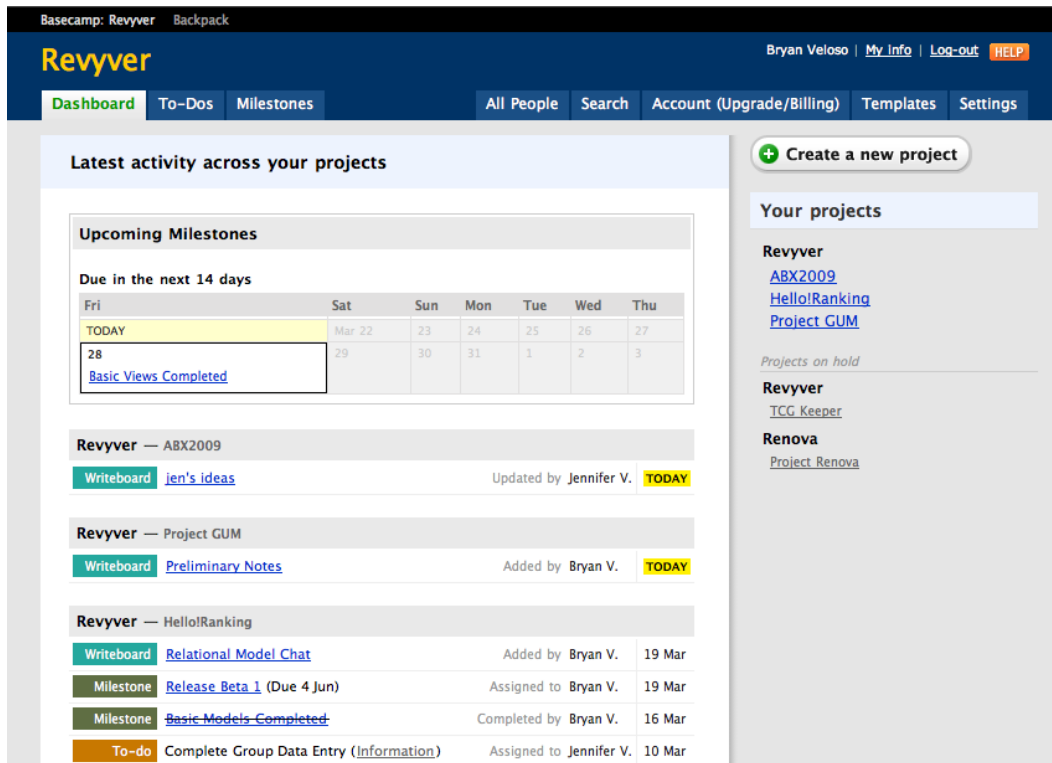 Basecamp: Revyver Backpack
Revyver
Bryan Veloso | My Info | Log-out HELP
Dashboard To-Dos Milestones All People Search Account (Upgrade/Billing) Templates Settings
Latest activity across your projects
Upcoming Milestones
Due in the next 14 days
Fri Sat Sun Mon Tue Wed Thu
TODAY Mar 22 23 24 25 26 27
28 29 30 31 1 2 3
Basic Views Completed
Revyver — ABX2009
Writeboard jen's ideas Updated by Jennifer V. TODAY
Revyver — Project GUM
Writeboard Preliminary Notes Added by Bryan V. TODAY
Revyver — Hello!Ranking
Writeboard Relational Model Chat Added by Bryan V. 19 Mar
Milestone Release Beta 1 (Due 4 Jun) Assigned to Bryan V. 19 Mar
Milestone Basic Models Completed Completed by Bryan V. 16 Mar
To-do Complete Group Data Entry (Information) Assigned to Jennifer V. 10 Mar
Create a new project
Your projects
Revyver
ABX2009
Hello!Ranking
Project GUM
Projects on hold
Revyver
TCG Keeper
Renova
Project Renova